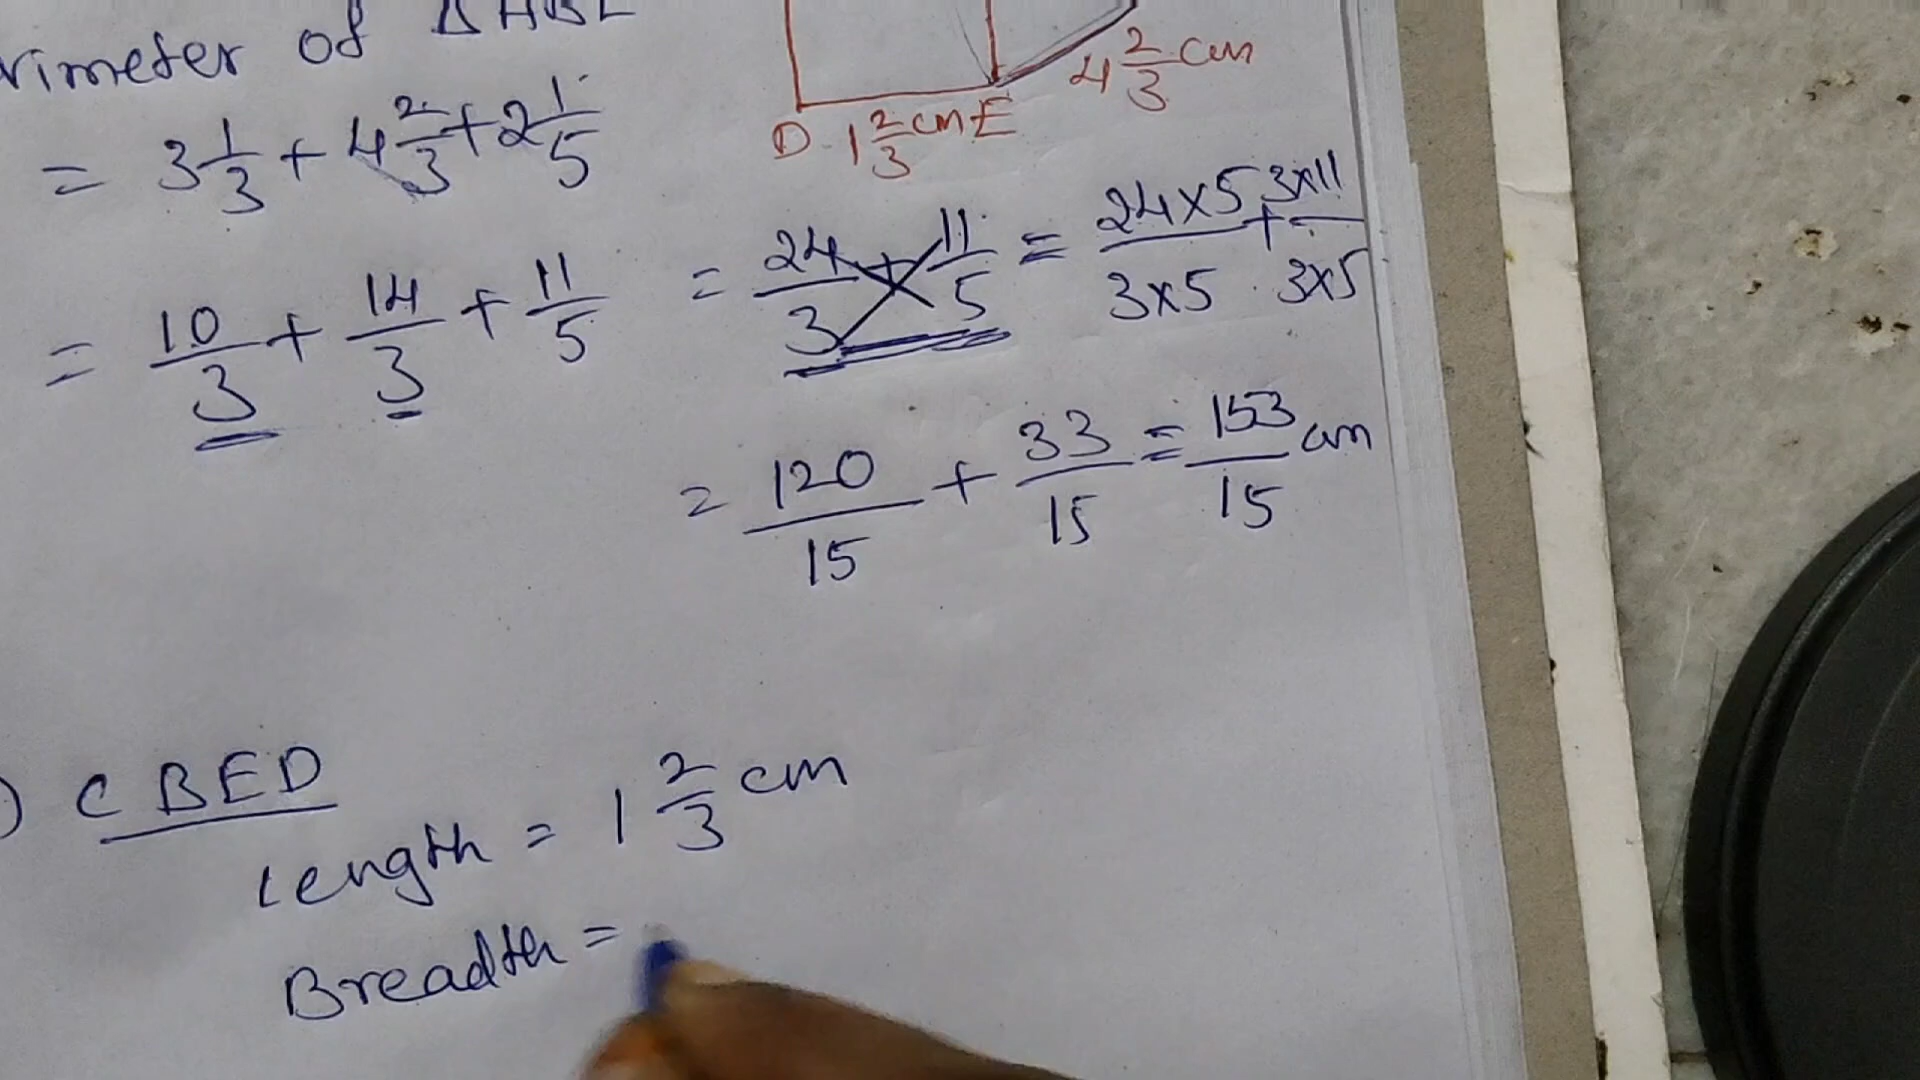 of
4 2/3 cm
D 1 2/3 cm E
= 3 1/3 + 4 2/3 + 2 1/5
= 10/3 + 14/3 + 11/5
= 24/3 + 11/5 = 24×5/3×5 + 3×11/3×5
= 120/15 + 33/15 = 153/15 cm
) CBED
Length = 1 2/3 cm
Breadth =